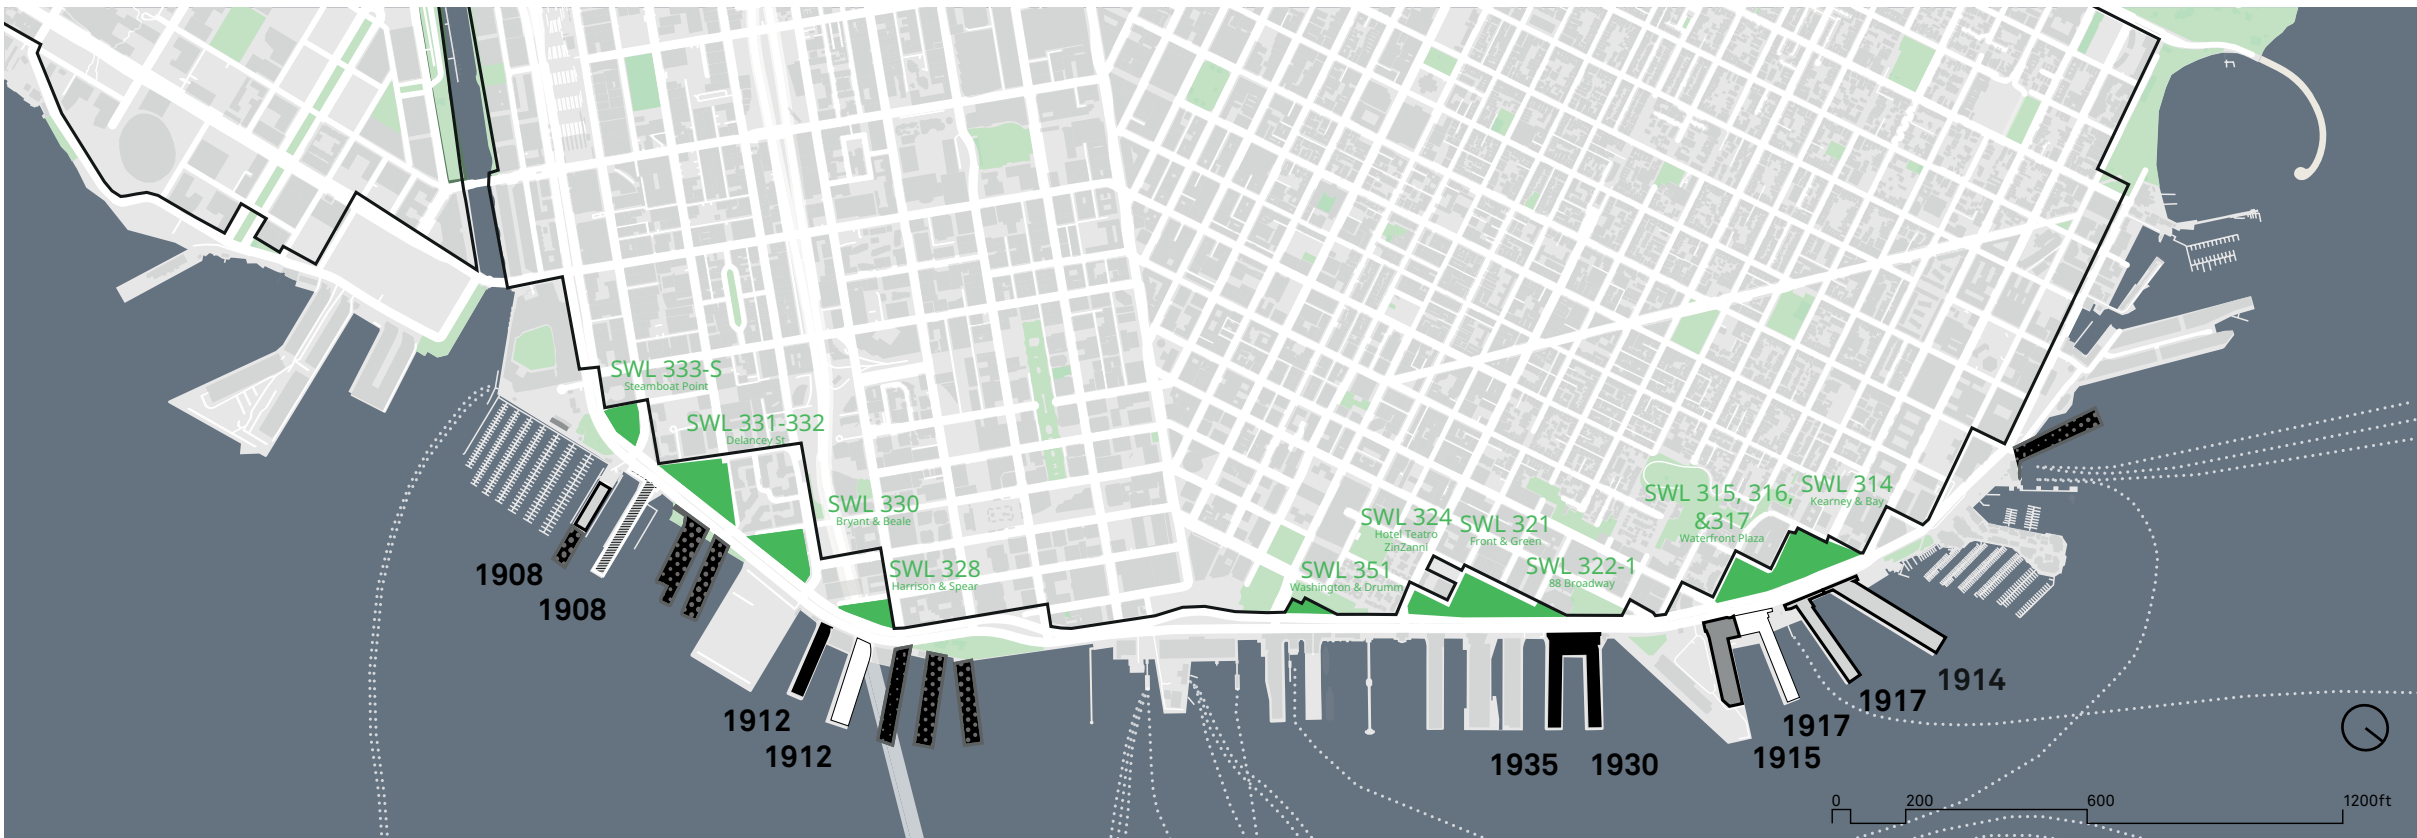 SWL 333-S
Steamboat Point
SWL 331-332
Delancey St
SWL 330
Bryant & Beale
SWL 328
Harrison & Spear
SWL 351
Washington & Drumm
SWL 324
Hotel Teatro
ZinZanni
SWL 321
Front & Green
SWL 322-1
88 Broadway
SWL 315, 316,
&317
Waterfront Plaza
SWL 314
Kearney & Bay
1908
1908
1912
1912
1935
1930
1915
1917
1917
1914
0
200
600
1200ft